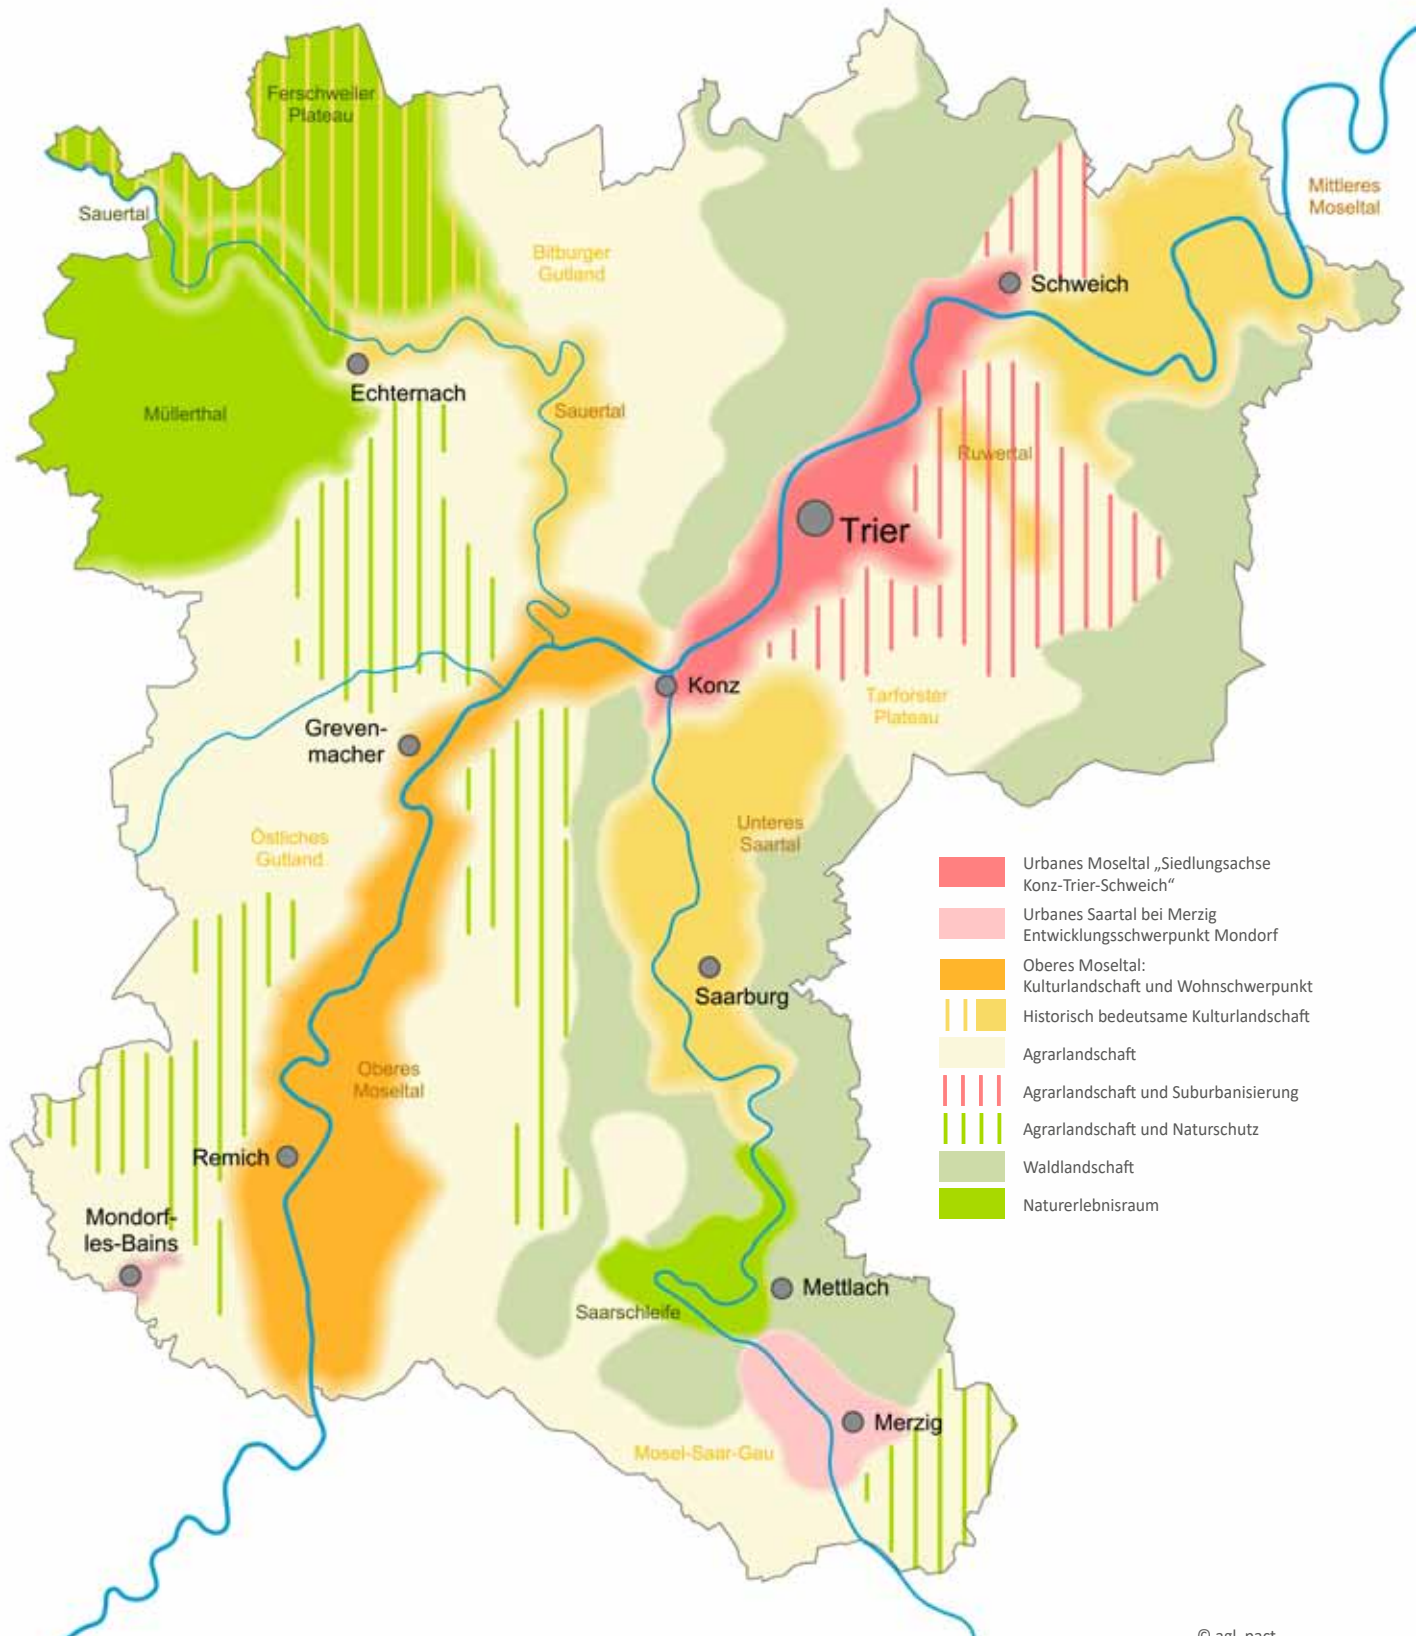 Ferschweiler
Plateau
Sauertal
Mittleres
Moseltal
Bitburger
Gutland
Schweich
Echternach
Müllerthal
Sauertal
Ruwertal
Trier
Konz
Tarforster
Plateau
Greven-
macher
Östliches
Gutland
Unteres
Saartal
Saarburg
Oberes
Moseltal
Remich
Mondorf-
les-Bains
Mettlach
Saarschleife
Merzig
Mosel-Saar-Gau
Urbanes Moseltal „Siedlungsachse
Konz-Trier-Schweich“
Urbanes Saartal bei Merzig
Entwicklungsschwerpunkt Mondorf
Oberes Moseltal:
Kulturlandschaft und Wohnschwerpunkt
Historisch bedeutsame Kulturlandschaft
Agrarlandschaft
Agrarlandschaft und Suburbanisierung
Agrarlandschaft und Naturschutz
Waldlandschaft
Naturerlebnisraum